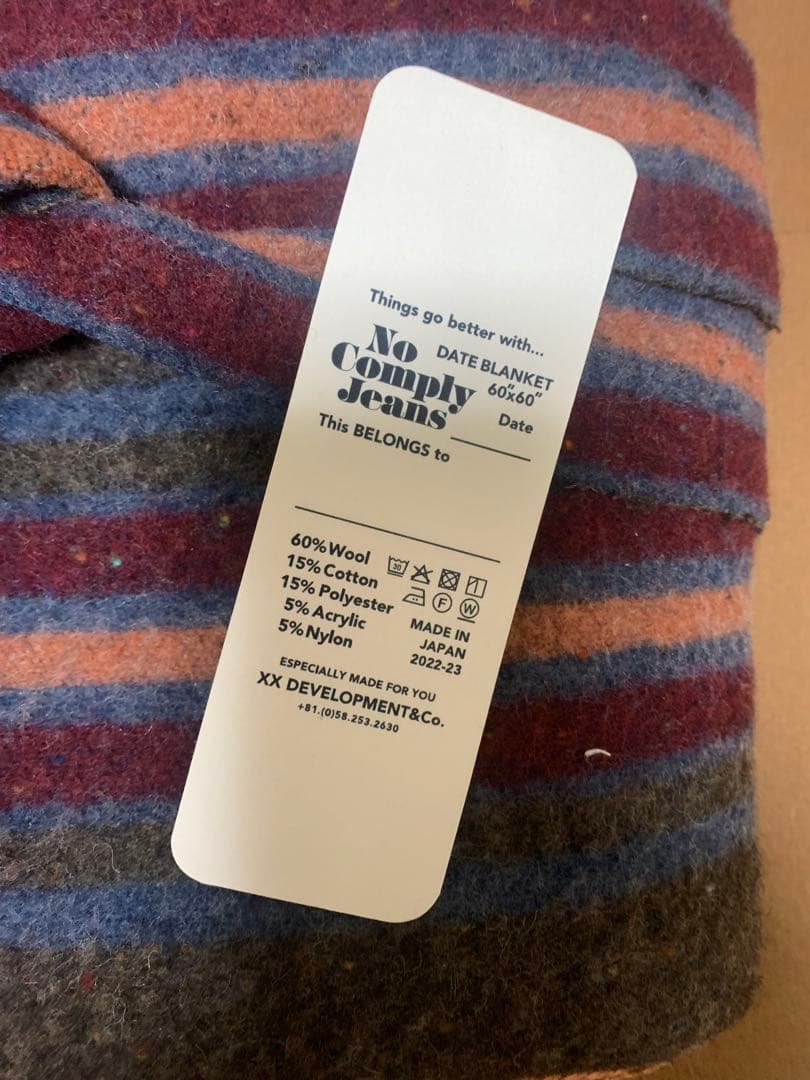 Things go better with...
No
Comply
Jeans
DATE BLANKET
60"x60"
Date
This BELONGS to
60% Wool
15% Cotton
15% Polyester
5% Acrylic
5% Nylon
30
F
W
MADE IN
JAPAN
2022-23
ESPECIALLY MADE FOR YOU
XX DEVELOPMENT&Co.
+81.(0)58.253.2630